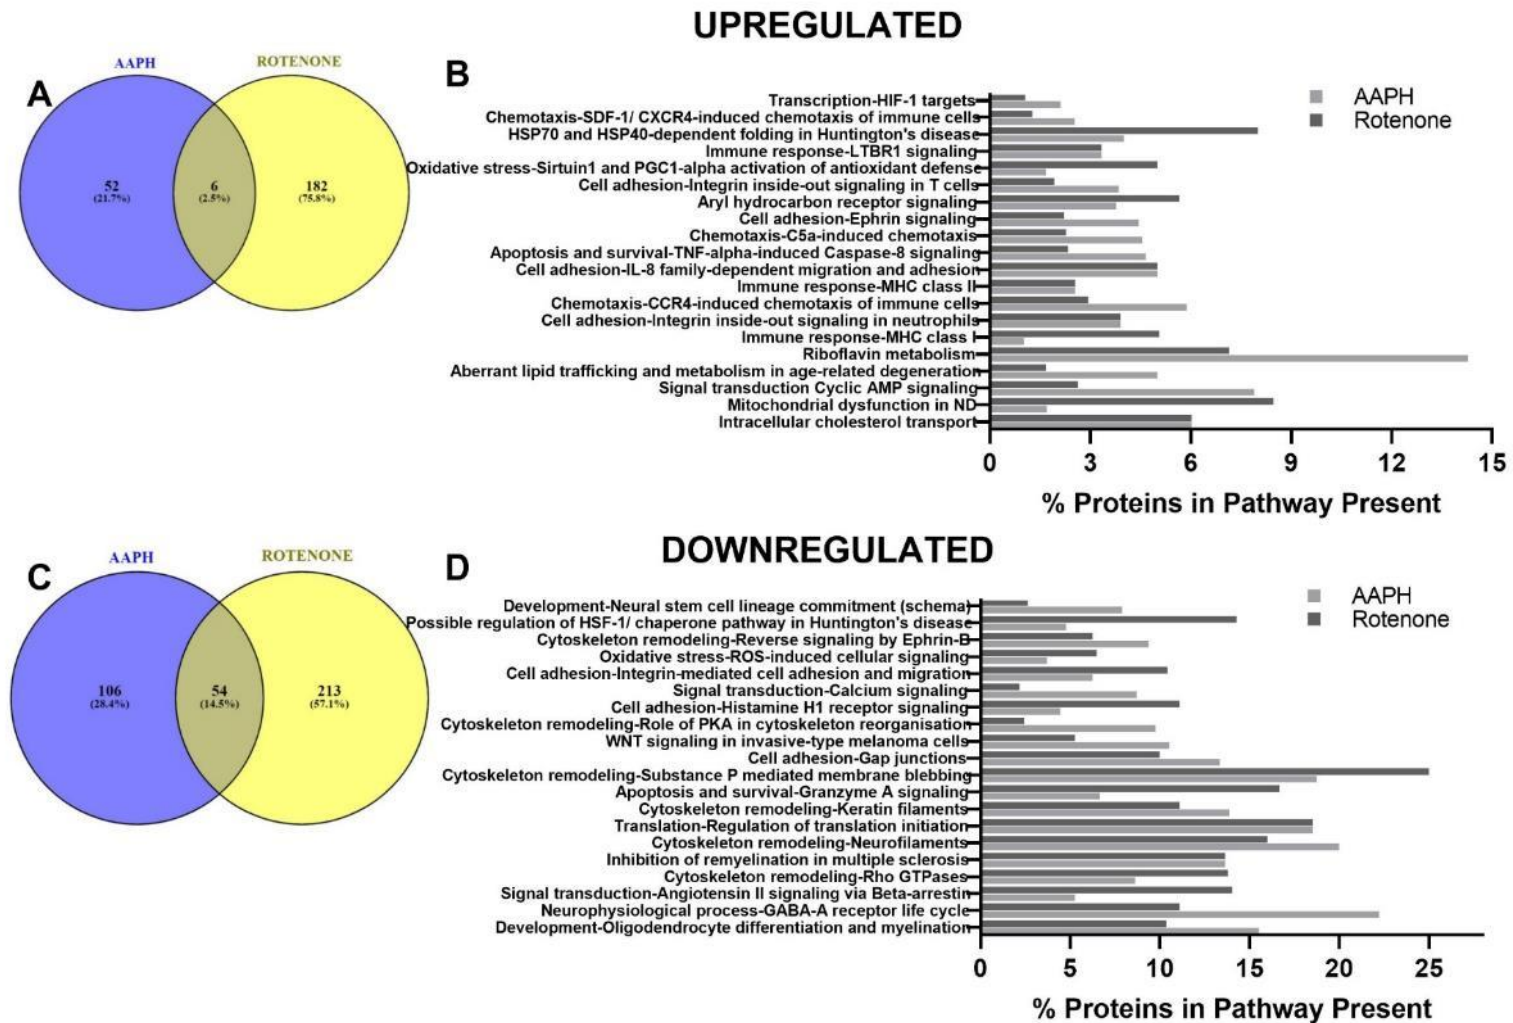 UPREGULATED
A
AAPH
ROTENONE
52
(21.7%)
6
(2.5%)
182
(75.8%)
B
AAPH
Rotenone
Transcription-HIF-1 targets
Chemotaxis-SDF-1/ CXCR4-induced chemotaxis of immune cells
HSP70 and HSP40-dependent folding in Huntington's disease
Immune response-LTBR1 signaling
Oxidative stress-Sirtuin1 and PGC1-alpha activation of antioxidant defense
Cell adhesion-Integrin inside-out signaling in T cells
Aryl hydrocarbon receptor signaling
Cell adhesion-Ephrin signaling
Chemotaxis-C5a-induced chemotaxis
Apoptosis and survival-TNF-alpha-induced Caspase-8 signaling
Cell adhesion-IL-8 family-dependent migration and adhesion
Immune response-MHC class II
Chemotaxis-CCR4-induced chemotaxis of immune cells
Cell adhesion-Integrin inside-out signaling in neutrophils
Immune response-MHC class I
Riboflavin metabolism
Aberrant lipid trafficking and metabolism in age-related degeneration
Signal transduction Cyclic AMP signaling
Mitochondrial dysfunction in ND
Intracellular cholesterol transport
0 3 6 9 12 15
% Proteins in Pathway Present
DOWNREGULATED
C
AAPH
ROTENONE
106
(28.4%)
54
(14.5%)
213
(57.1%)
D
AAPH
Rotenone
Development-Neural stem cell lineage commitment (schema)
Possible regulation of HSF-1/ chaperone pathway in Huntington's disease
Cytoskeleton remodeling-Reverse signaling by Ephrin-B
Oxidative stress-ROS-induced cellular signaling
Cell adhesion-Integrin-mediated cell adhesion and migration
Signal transduction-Calcium signaling
Cell adhesion-Histamine H1 receptor signaling
Cytoskeleton remodeling-Role of PKA in cytoskeleton reorganisation
WNT signaling in invasive-type melanoma cells
Cell adhesion-Gap junctions
Cytoskeleton remodeling-Substance P mediated membrane blebbing
Apoptosis and survival-Granzyme A signaling
Cytoskeleton remodeling-Keratin filaments
Translation-Regulation of translation initiation
Cytoskeleton remodeling-Neurofilaments
Inhibition of remyelination in multiple sclerosis
Cytoskeleton remodeling-Rho GTPases
Signal transduction-Angiotensin II signaling via Beta-arrestin
Neurophysiological process-GABA-A receptor life cycle
Development-Oligodendrocyte differentiation and myelination
0 5 10 15 20 25
% Proteins in Pathway Present